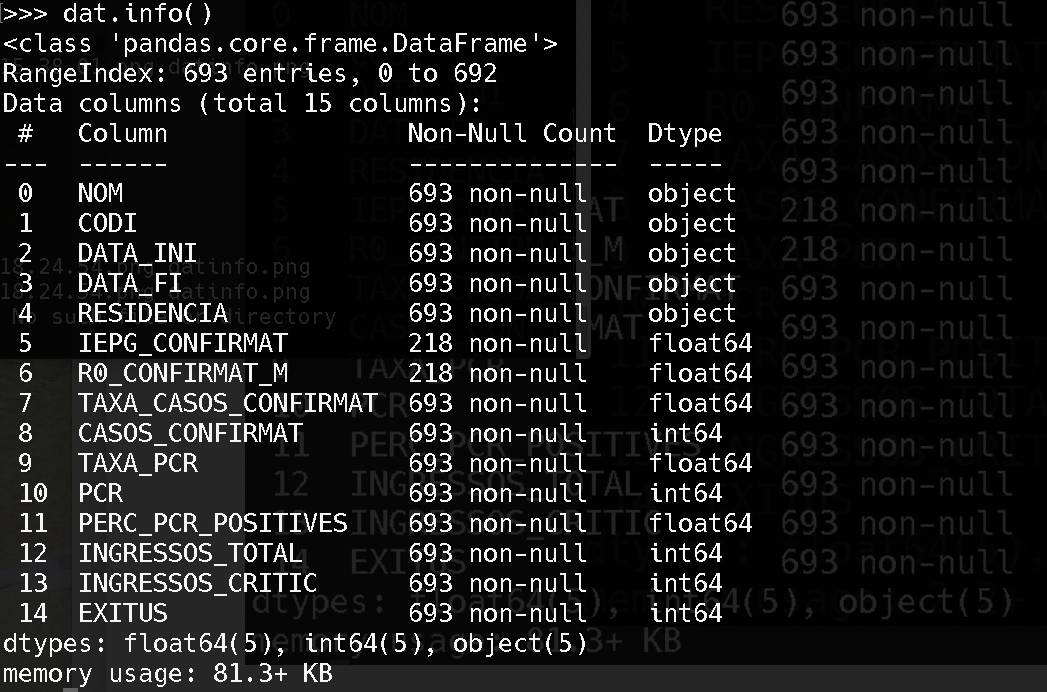 >>> dat.info()
<class 'pandas.core.frame.DataFrame'>
RangeIndex: 693 entries, 0 to 692
Data columns (total 15 columns):
 #   Column                Non-Null Count  Dtype
---  ------                --------------  -----
 0   NOM                   693 non-null    object
 1   CODI                  693 non-null    object
 2   DATA_INI              693 non-null    object
 3   DATA_FI               693 non-null    object
 4   RESIDENCIA            693 non-null    object
 5   IEPG_CONFIRMAT        218 non-null    float64
 6   R0_CONFIRMAT_M        218 non-null    float64
 7   TAXA_CASOS_CONFIRMAT  693 non-null    float64
 8   CASOS_CONFIRMAT       693 non-null    int64
 9   TAXA_PCR              693 non-null    float64
 10  PCR                   693 non-null    int64
 11  PERC_PCR_POSITIVES    693 non-null    float64
 12  INGRESSOS_TOTAL       693 non-null    int64
 13  INGRESSOS_CRITIC      693 non-null    int64
 14  EXITUS                693 non-null    int64
dtypes: float64(5), int64(5), object(5)
memory usage: 81.3+ KB